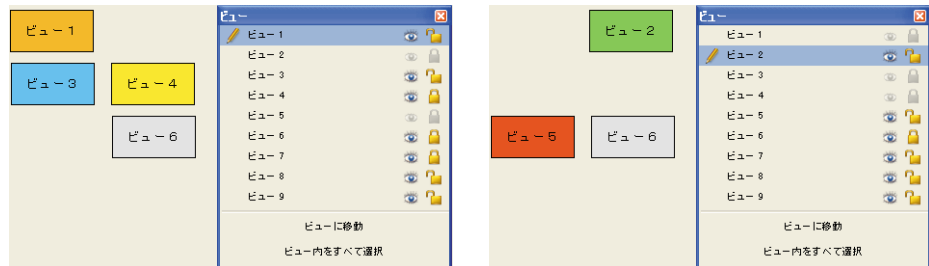 ビュー1
ビュー3
ビュー4
ビュー6
ビュー
ビュー 1
ビュー 2
ビュー 3
ビュー 4
ビュー 5
ビュー 6
ビュー 7
ビュー 8
ビュー 9
ビューに移動
ビュー内をすべて選択
ビュー2
ビュー5
ビュー6
ビュー
ビュー 1
ビュー 2
ビュー 3
ビュー 4
ビュー 5
ビュー 6
ビュー 7
ビュー 8
ビュー 9
ビューに移動
ビュー内をすべて選択